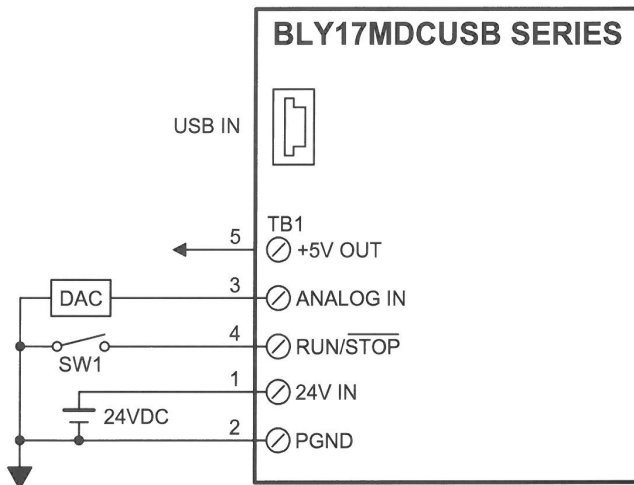 BLY17MDCUSB SERIES
USB IN
TB1
5 +5V OUT
DAC 3 ANALOG IN
SW1 4 RUN/STOP
1 24V IN
24VDC
2 PGND